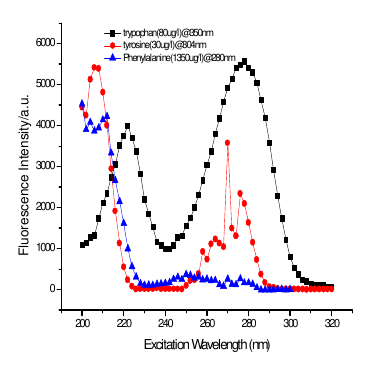 trypophan(80ug/l)@350nm
tyrosine(30ug/l)@304nm
Phenylalanine(1350ug/l)@280nm
6000
5000
4000
3000
2000
1000
0
Fluorescence Intensity/a.u.
200 220 240 260 280 300 320
Excitation Wavelength (nm)